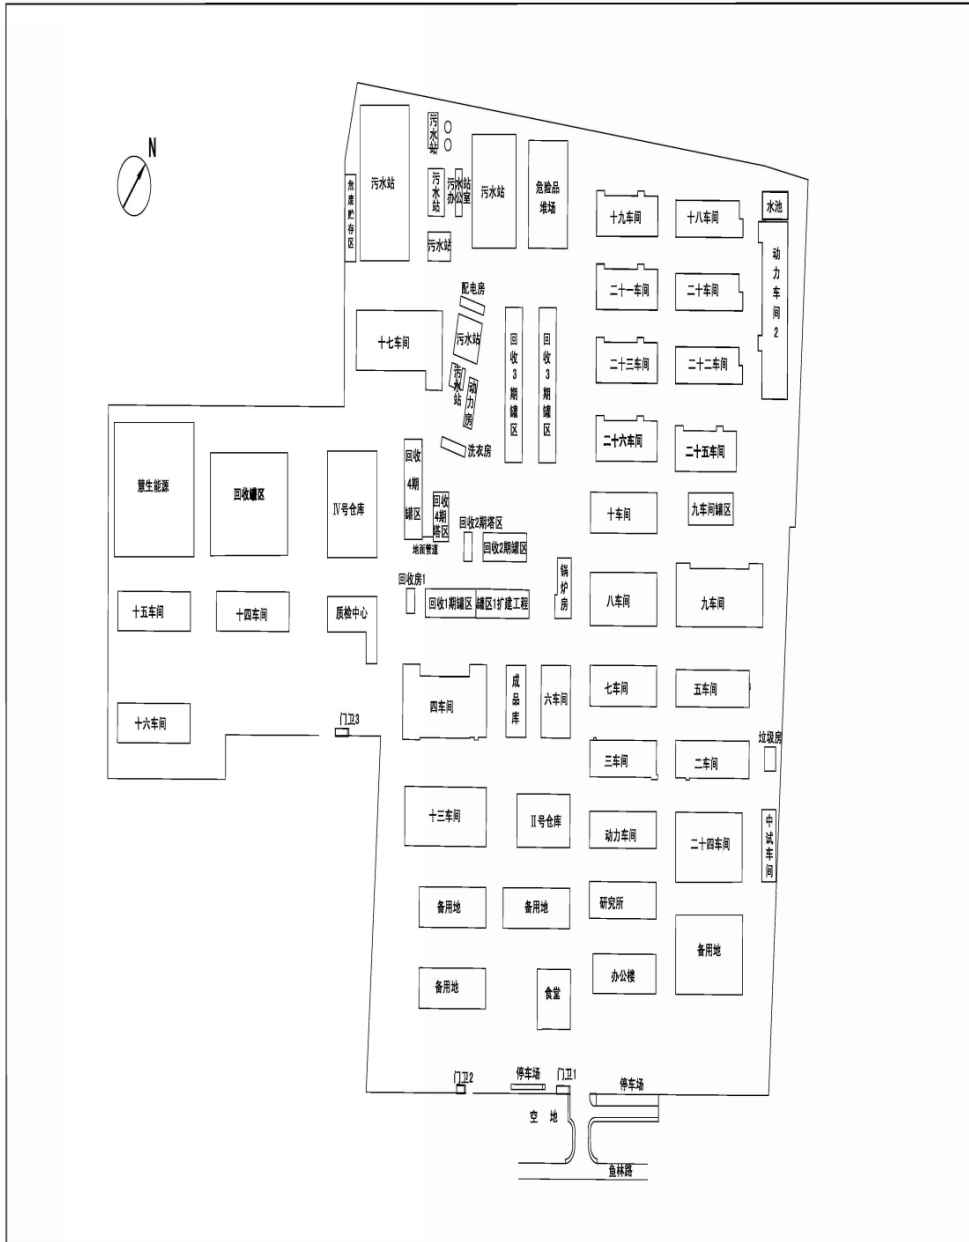 N
污水站
污水站
污水站
污水站
办公室
污水站
危险品
堆场
危废贮存区
污水站
十九车间
十八车间
水池
动力车间2
配电房
二十一车间
二十车间
十七车间
污水站
回收3期罐区
回收3期罐区
二十三车间
二十二车间
污水站
动力房
洗衣房
二十六车间
二十五车间
慧生能源
回收罐区
Ⅳ号仓库
回收4期罐区
回收4期塔区
地面管道
回收2期塔区
回收2期罐区
十车间
九车间罐区
锅炉房
回收房1
回收1期罐区
罐区1扩建工程
八车间
九车间
十五车间
十四车间
质检中心
四车间
成品库
六车间
七车间
五车间
十六车间
门卫3
三车间
二车间
垃圾房
十三车间
Ⅱ号仓库
动力车间
二十四车间
中试车间
备用地
备用地
研究所
备用地
备用地
食堂
办公楼
门卫2
停车场
门卫1
停车场
空 地
鱼林路